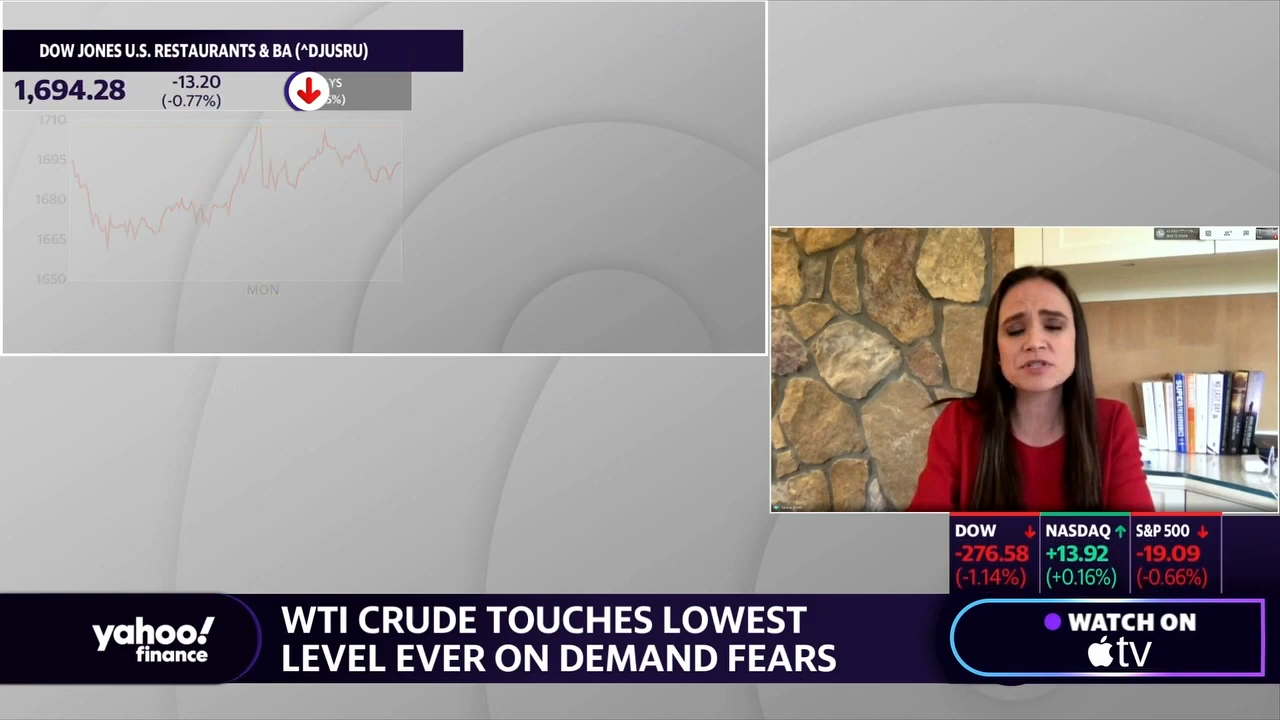 DOW JONES U.S. RESTAURANTS & BA (^DJUSRU)
1,694.28
-13.20
(-0.77%)
1710
1695
1680
1665
1650
MON
DOW
-276.58
(-1.14%)
NASDAQ
+13.92
(+0.16%)
S&P 500
-19.09
(-0.66%)
yahoo!
finance
WTI CRUDE TOUCHES LOWEST
LEVEL EVER ON DEMAND FEARS
WATCH ON
tv